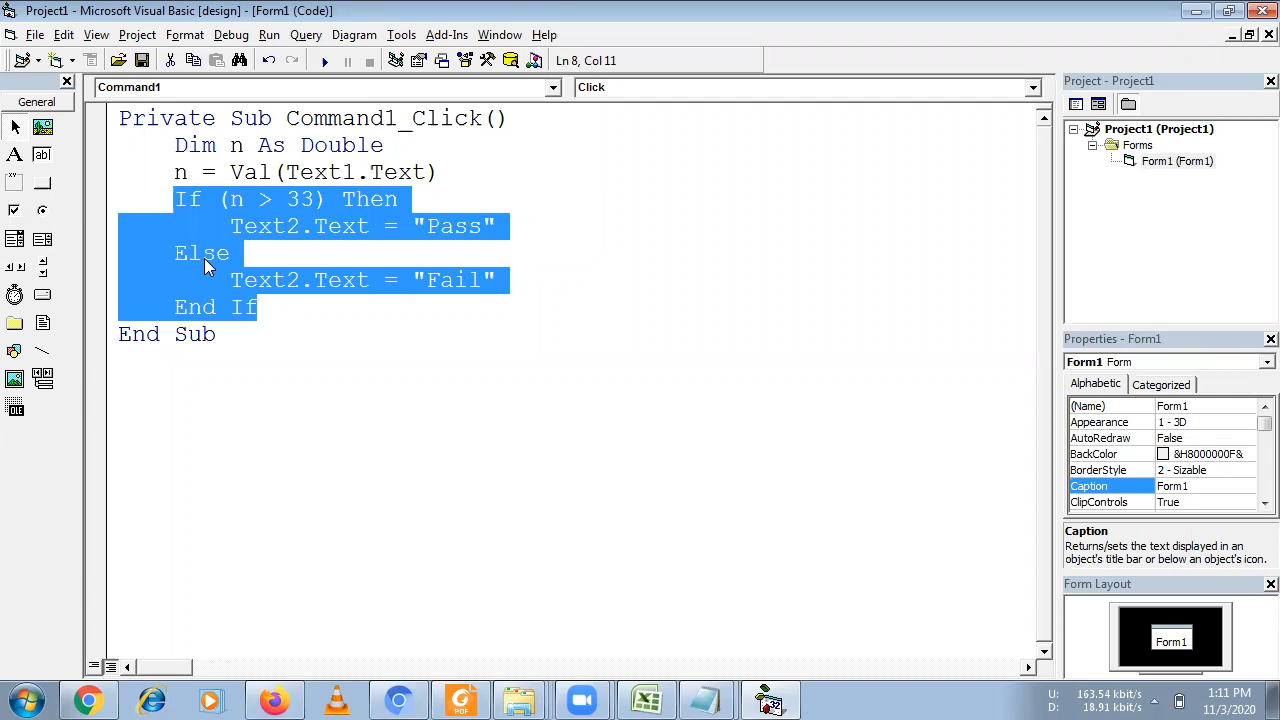 Project1 - Microsoft Visual Basic [design] - [Form1 (Code)]
File Edit View Project Format Debug Run Query Diagram Tools Add-Ins Window Help
Ln 8, Col 11
General
Command1
Click
Private Sub Command1_Click()
Dim n As Double
n = Val(Text1.Text)
If (n > 33) Then
Text2.Text = "Pass"
Else
Text2.Text = "Fail"
End If
End Sub
Project - Project1
Project1 (Project1)
Forms
Form1 (Form1)
Properties - Form1
Form1 Form
Alphabetic Categorized
(Name) Form1
Appearance 1 - 3D
AutoRedraw False
BackColor &H8000000F&
BorderStyle 2 - Sizable
Caption Form1
ClipControls True
Caption
Returns/sets the text displayed in an
object's title bar or below an object's icon.
Form Layout
Form1
A
ab|
OLE
PDF
32
U: 163.54 kbit/s
D: 18.91 kbit/s
1:11 PM
11/3/2020